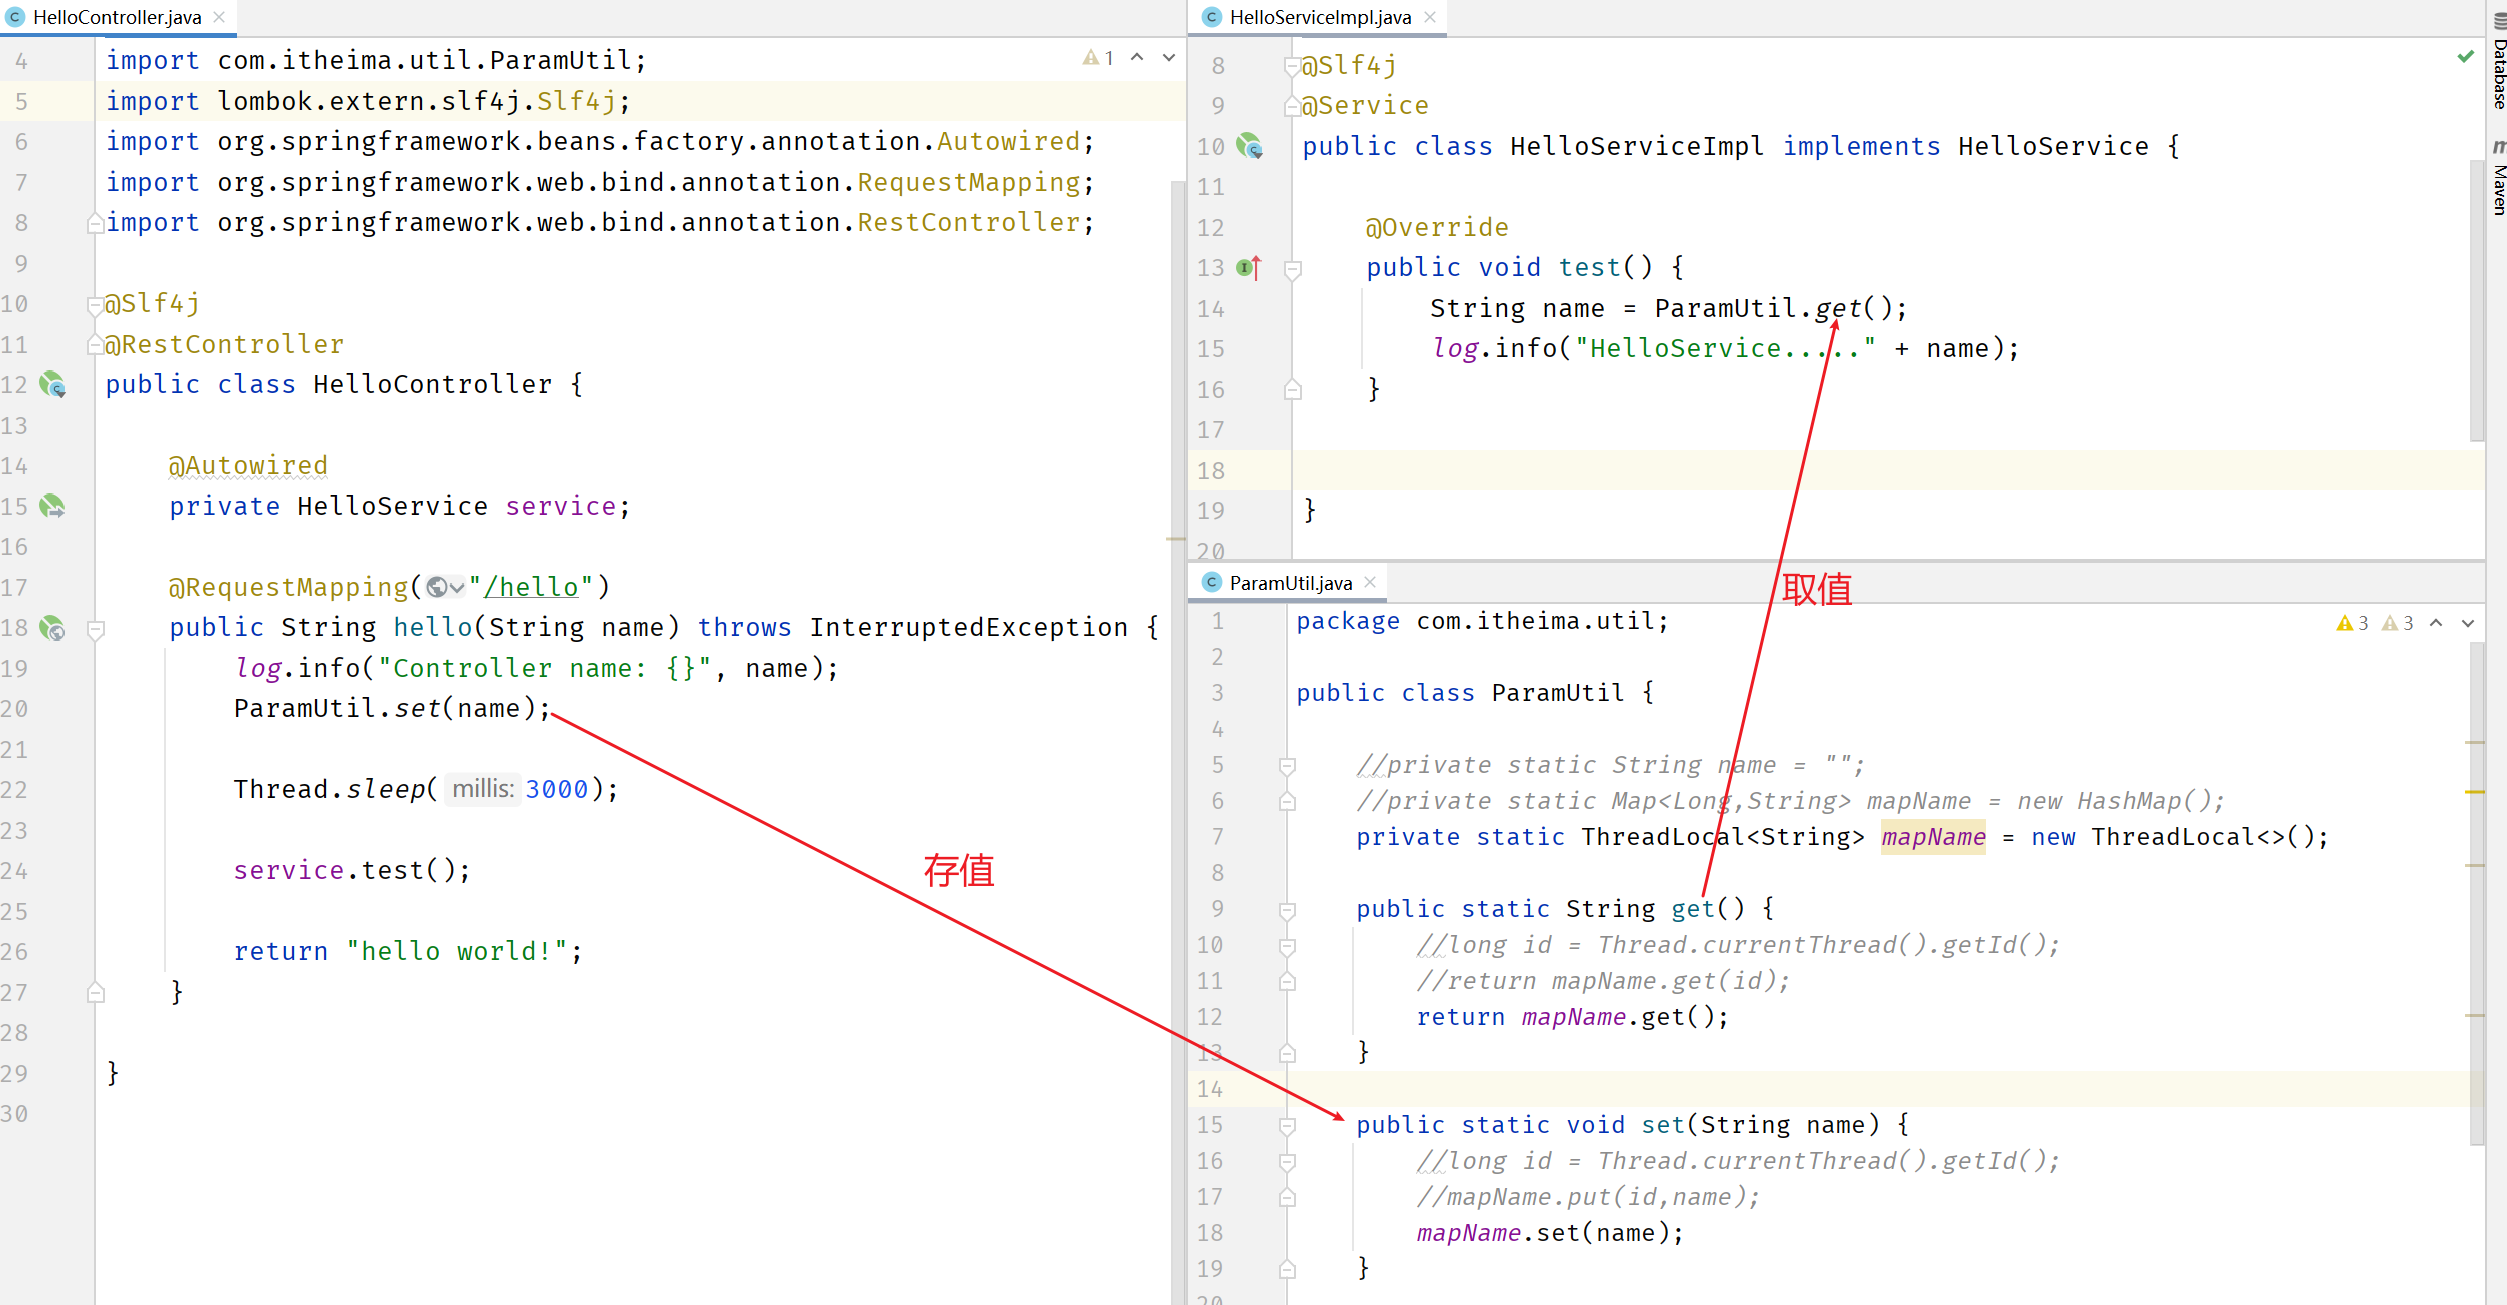 HelloController.java
4 import com.itheima.util.ParamUtil;
1
5 import lombok.extern.slf4j.Slf4j;
6 import org.springframework.beans.factory.annotation.Autowired;
7 import org.springframework.web.bind.annotation.RequestMapping;
8 import org.springframework.web.bind.annotation.RestController;
9
10 @Slf4j
11 @RestController
12 public class HelloController {
13
14 @Autowired
15 private HelloService service;
16
17 @RequestMapping("/hello")
18 public String hello(String name) throws InterruptedException {
19 log.info("Controller name: {}", name);
20 ParamUtil.set(name);
21
22 Thread.sleep( millis: 3000);
23
24 service.test();
25
26 return "hello world!";
27 }
28
29 }
30
存值
HelloServiceImpl.java
8 @Slf4j
9 @Service
10 public class HelloServiceImpl implements HelloService {
11
12 @Override
13 public void test() {
14 String name = ParamUtil.get();
15 log.info("HelloService....." + name);
16 }
17
18
19 }
20
取值
ParamUtil.java
1 package com.itheima.util;
3 3
2
3 public class ParamUtil {
4
5 //private static String name = "";
6 //private static Map<Long,String> mapName = new HashMap();
7 private static ThreadLocal<String> mapName = new ThreadLocal<>();
8
9 public static String get() {
10 //long id = Thread.currentThread().getId();
11 //return mapName.get(id);
12 return mapName.get();
13 }
14
15 public static void set(String name) {
16 //long id = Thread.currentThread().getId();
17 //mapName.put(id,name);
18 mapName.set(name);
19 }
20
Database
Maven